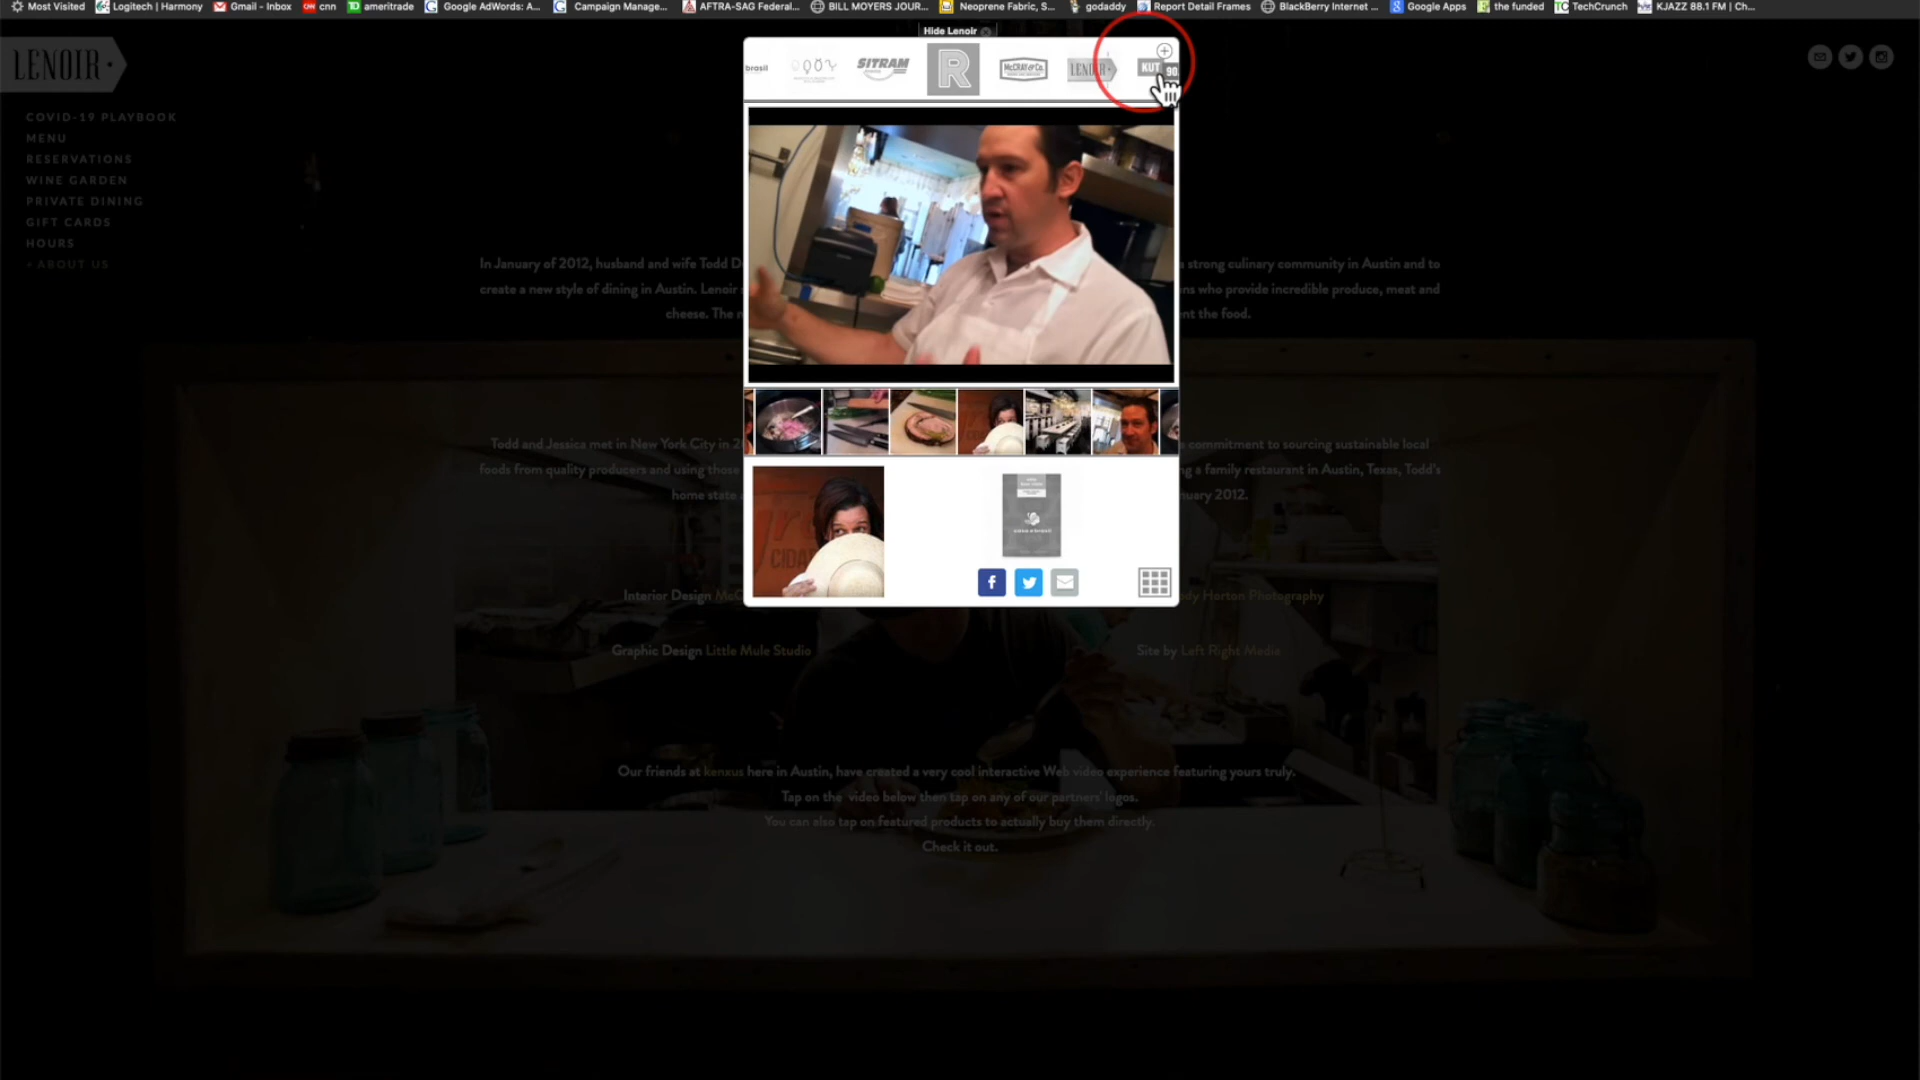 Most Visited Logitech | Harmony Gmail - Inbox cnn ameritrade Google AdWords: A... Campaign Manage... AFTRA-SAG Federal... BILL MOYERS JOUR... Neoprene Fabric, S... godaddy Report Detail Frames BlackBerry Internet ... Google Apps the funded TechCrunch KJAZZ 88.1 FM | Ch...
Hide Lenoir
LENOIR
brasil SITRAM R McCRAY & Co. LENOIR KUT 90
COVID-19 PLAYBOOK
MENU
RESERVATIONS
WINE GARDEN
PRIVATE DINING
GIFT CARDS
HOURS
+ ABOUT US
In January of 2012, husband and wife Todd D strong culinary community in Austin and to
create a new style of dining in Austin. Lenoir ns who provide incredible produce, meat and
cheese. The m nt the food.
Todd and Jessica met in New York City in 2 commitment to sourcing sustainable local
foods from quality producers and using those g a family restaurant in Austin, Texas, Todd's
home state a nuary 2012.
CIDA
Interior Design McC dy Horton Photography
Graphic Design Little Mule Studio Site by Left Right Media
Our friends at kenxus here in Austin, have created a very cool interactive Web video experience featuring yours truly.
Tap on the video below then tap on any of our partners' logos.
You can also tap on featured products to actually buy them directly.
Check it out.